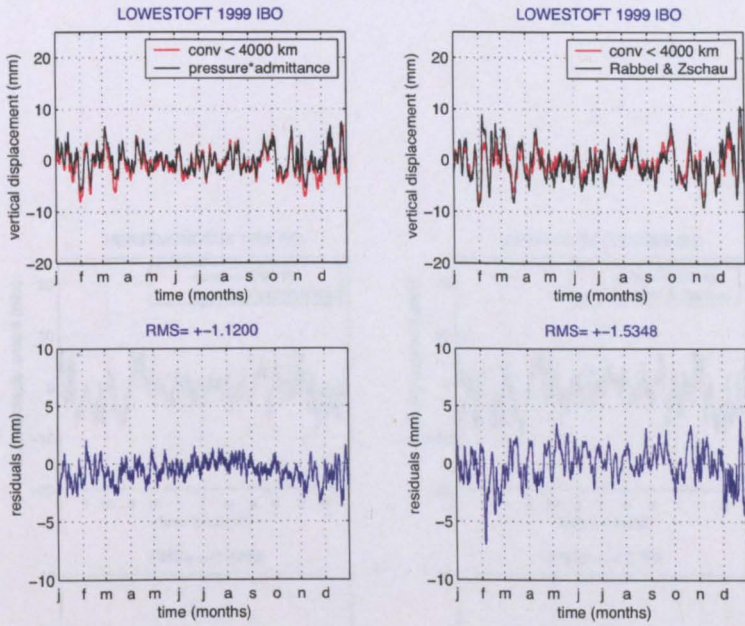 LOWESTOFT 1999 IBO
conv < 4000 km
pressure*admittance
vertical displacement (mm)
20
10
0
−10
−20
j f m a m j j a s o n d
time (months)
LOWESTOFT 1999 IBO
conv < 4000 km
Rabbel & Zschau
vertical displacement (mm)
20
10
0
−10
−20
j f m a m j j a s o n d
time (months)
RMS= +−1.1200
residuals (mm)
10
5
0
−5
−10
j f m a m j j a s o n d
time (months)
RMS= +−1.5348
residuals (mm)
10
5
0
−5
−10
j f m a m j j a s o n d
time (months)